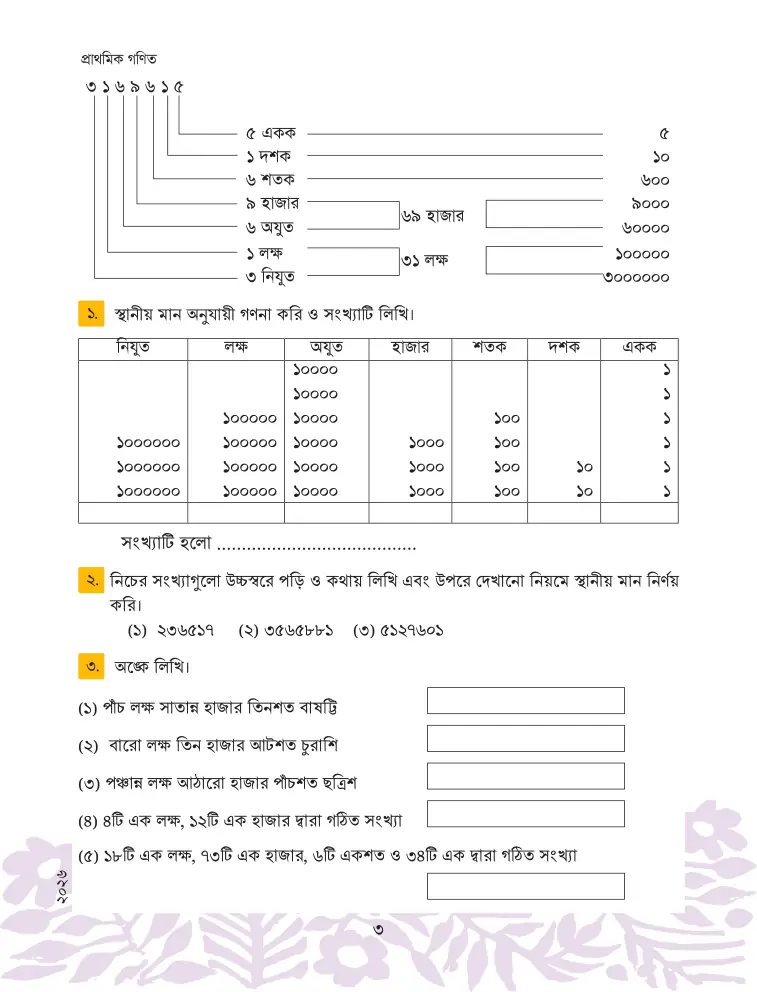 প্রাথমিক গণিত
৩ ১ ৬ ৯ ৬ ১ ৫
৫ একক ৫
১ দশক ১০
৬ শতক ৬০০
৯ হাজার ৯০০০
৬৯ হাজার
৬ অযুত ৬০০০০
১ লক্ষ ১০০০০০
৩১ লক্ষ
৩ নিযুত ৩০০০০০০
১. স্থানীয় মান অনুযায়ী গণনা করি ও সংখ্যাটি লিখি।
নিযুত লক্ষ অযুত হাজার শতক দশক একক
১০০০০ ১
১০০০০ ১
১০০০০০ ১০০০০ ১০০ ১
১০০০০০০ ১০০০০০ ১০০০০ ১০০০ ১০০ ১
১০০০০০০ ১০০০০০ ১০০০০ ১০০০ ১০০ ১০ ১
১০০০০০০ ১০০০০০ ১০০০০ ১০০০ ১০০ ১০ ১
সংখ্যাটি হলো ........................................
২. নিচের সংখ্যাগুলো উচ্চস্বরে পড়ি ও কথায় লিখি এবং উপরে দেখানো নিয়মে স্থানীয় মান নির্ণয়
করি।
(১) ২৩৬৫১৭ (২) ৩৫৬৫৮৮১ (৩) ৫১২৭৬০১
৩. অঙ্কে লিখি।
(১) পাঁচ লক্ষ সাতান্ন হাজার তিনশত বাষট্টি
(২) বারো লক্ষ তিন হাজার আটশত চুরাশি
(৩) পঞ্চান্ন লক্ষ আঠারো হাজার পাঁচশত ছত্রিশ
(৪) ৪টি এক লক্ষ, ১২টি এক হাজার দ্বারা গঠিত সংখ্যা
(৫) ১৮টি এক লক্ষ, ৭৩টি এক হাজার, ৬টি একশত ও ৩৪টি এক দ্বারা গঠিত সংখ্যা
২০২৬
৩